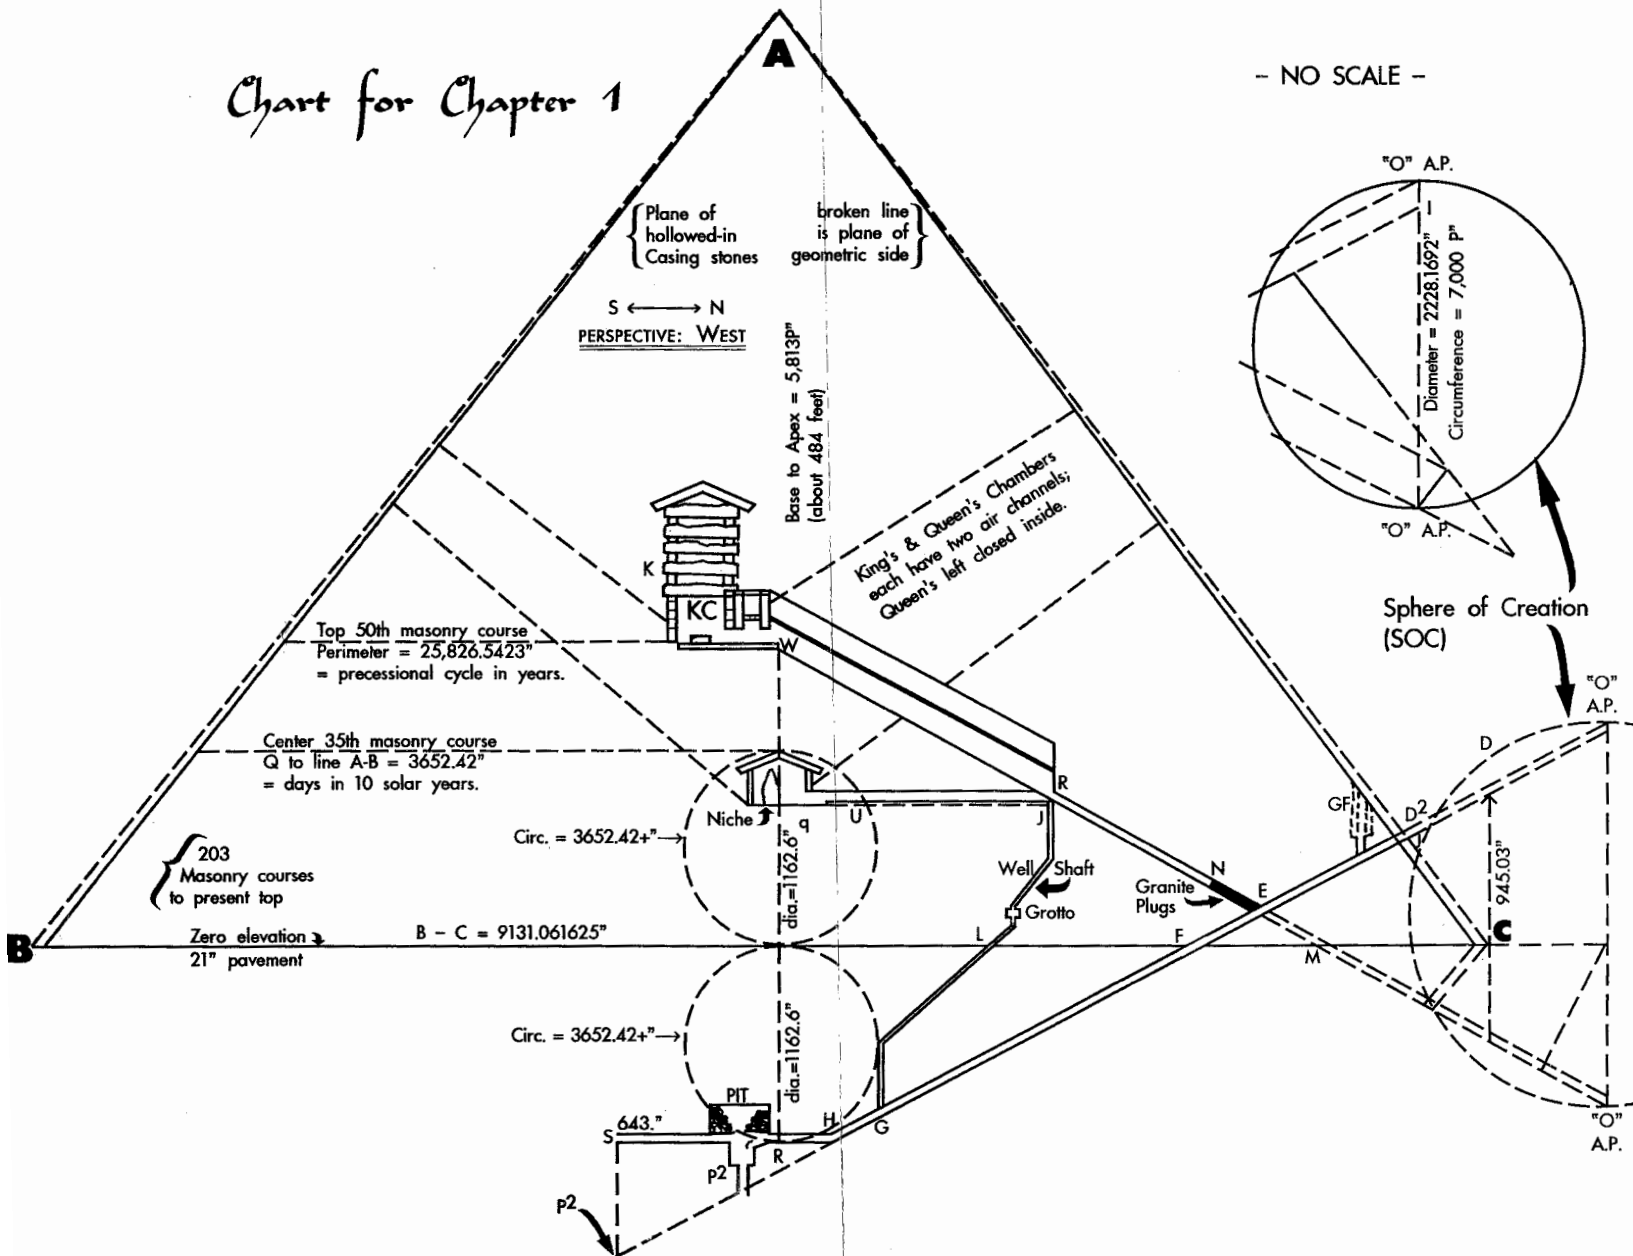 Chart for Chapter 1
– NO SCALE –
A
"O" A.P.
Diameter = 2228.1692" –
Circumference = 7,000 P"
"O" A.P.
Plane of
hollowed-in
Casing stones
broken line
is plane of
geometric side
S ⟷ N
PERSPECTIVE: WEST
Base to Apex = 5,813P"
(about 484 feet)
King's & Queen's Chambers
each have two air channels;
Queen's left closed inside.
K
KC
W
Sphere of Creation
(SOC)
Top 50th masonry course
Perimeter = 25,826.5423"
= precessional cycle in years.
"O"
A.P.
Center 35th masonry course
Q to line A-B = 3652.42"
= days in 10 solar years.
D
R
GF
D2
Niche
q
U
J
Circ. = 3652.42+"→
dia.=1162.6"
203
Masonry courses
to present top
Well Shaft
Grotto
N
Granite
Plugs
E
945.03"
B
Zero elevation
21" pavement
B – C = 9131.061625"
L
F
M
C
Circ. = 3652.42+"→
dia.=1162.6"
PIT
643."
S
H
G
R
P2
P2
"O"
A.P.